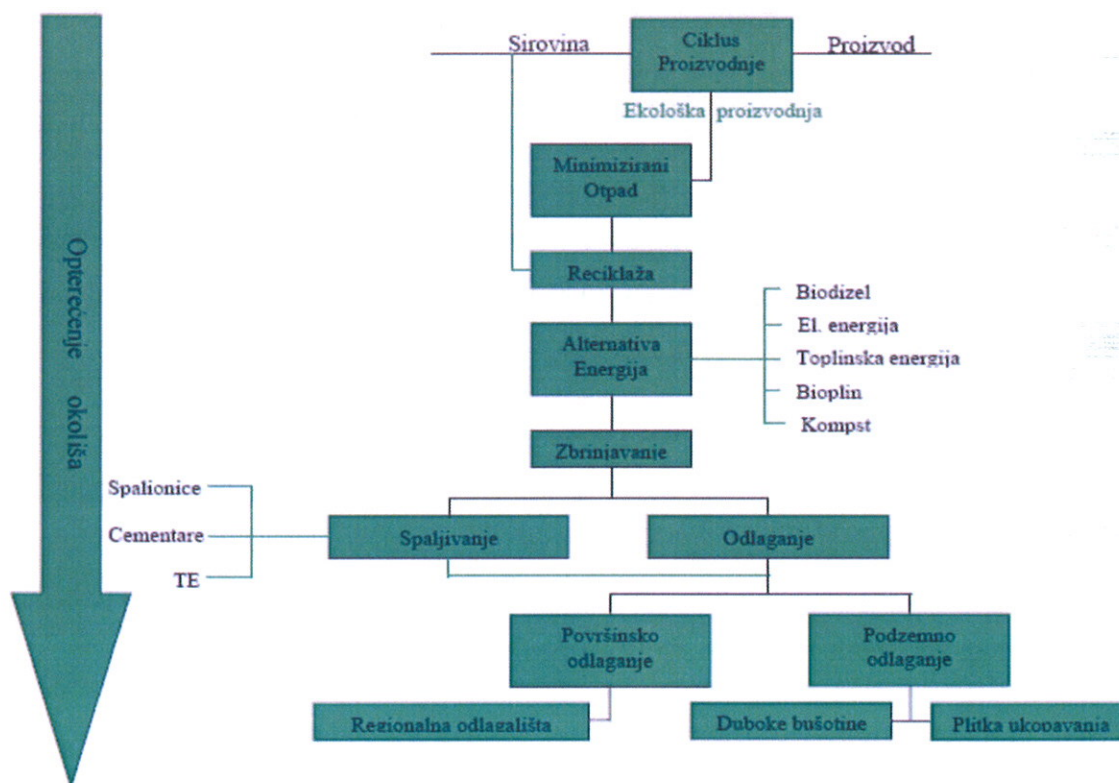 Sirovina
Ciklus
Proizvodnje
Proizvod
Ekološka proizvodnja
Minimizirani
Otpad
Reciklaža
Alternativa
Energija
Biodizel
El. energija
Toplinska energija
Bioplin
Kompst
Zbrinjavanje
Opterećenje okoliša
Spalionice
Cementare
TE
Spaljivanje
Odlaganje
Površinsko
odlaganje
Podzemno
odlaganje
Regionalna odlagališta
Duboke bušotine
Plitka ukopavanja